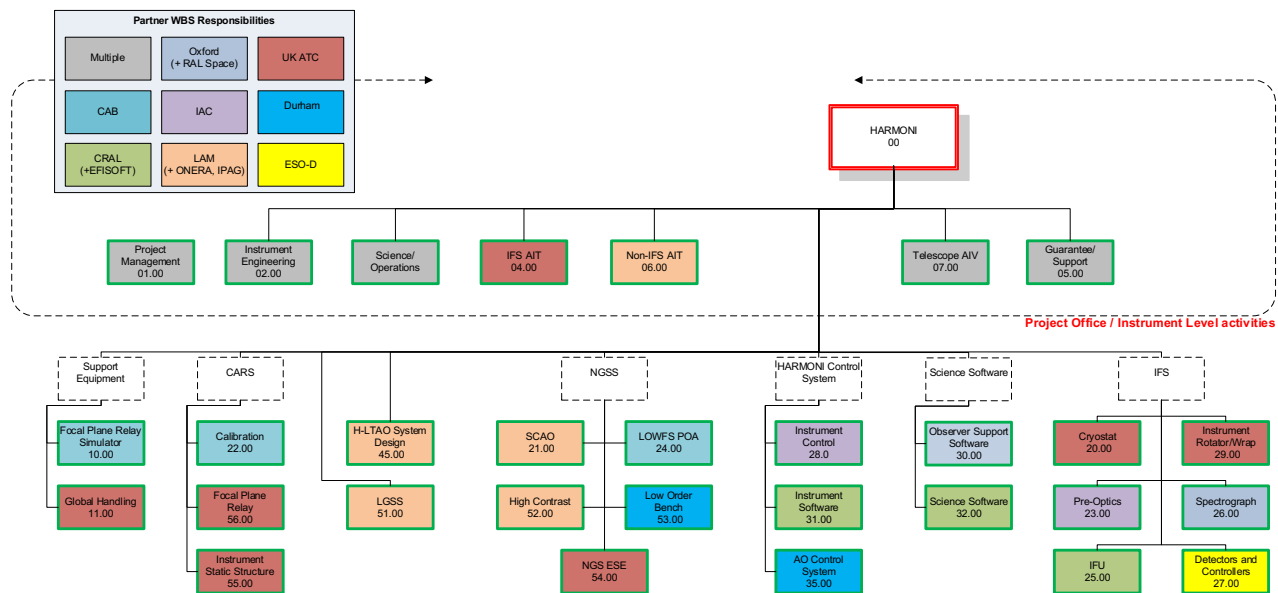 Partner WBS Responsibilities
Multiple
Oxford
(+ RAL Space)
UK ATC
CAB
IAC
Durham
CRAL
(+EFISOFT)
LAM
(+ ONERA, IPAG)
ESO-D
HARMONI
00
Project
Management
01.00
Instrument
Engineering
02.00
Science/
Operations
IFS AIT
04.00
Non-IFS AIT
06.00
Telescope AIV
07.00
Guarantee/
Support
05.00
Project Office / Instrument Level activities
Support
Equipment
CARS
NGSS
HARMONI Control
System
Science Software
IFS
Focal Plane Relay
Simulator
10.00
Calibration
22.00
H-LTAO System
Design
45.00
SCAO
21.00
LOWFS POA
24.00
Instrument
Control
28.0
Observer Support
Software
30.00
Cryostat
20.00
Instrument
Rotator/Wrap
29.00
Global Handling
11.00
Focal Plane
Relay
56.00
LGSS
51.00
High Contrast
52.00
Low Order
Bench
53.00
Instrument
Software
31.00
Science Software
32.00
Pre-Optics
23.00
Spectrograph
26.00
Instrument
Static Structure
55.00
NGS ESE
54.00
AO Control
System
35.00
IFU
25.00
Detectors and
Controllers
27.00